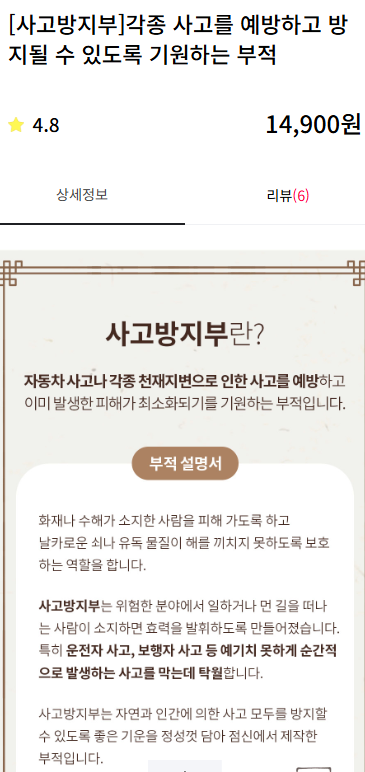 [사고방지부]각종 사고를 예방하고 방
지될 수 있도록 기원하는 부적
4.8
14,900원
상세정보
리뷰(6)
사고방지부란?
자동차 사고나 각종 천재지변으로 인한 사고를 예방하고
이미 발생한 피해가 최소화되기를 기원하는 부적입니다.
부적 설명서
화재나 수해가 소지한 사람을 피해 가도록 하고
날카로운 쇠나 유독 물질이 해를 끼치지 못하도록 보호
하는 역할을 합니다.
사고방지부는 위험한 분야에서 일하거나 먼 길을 떠나
는 사람이 소지하면 효력을 발휘하도록 만들어졌습니다.
특히 운전자 사고, 보행자 사고 등 예기치 못하게 순간적
으로 발생하는 사고를 막는데 탁월합니다.
사고방지부는 자연과 인간에 의한 사고 모두를 방지할
수 있도록 좋은 기운을 정성껏 담아 점신에서 제작한
부적입니다.